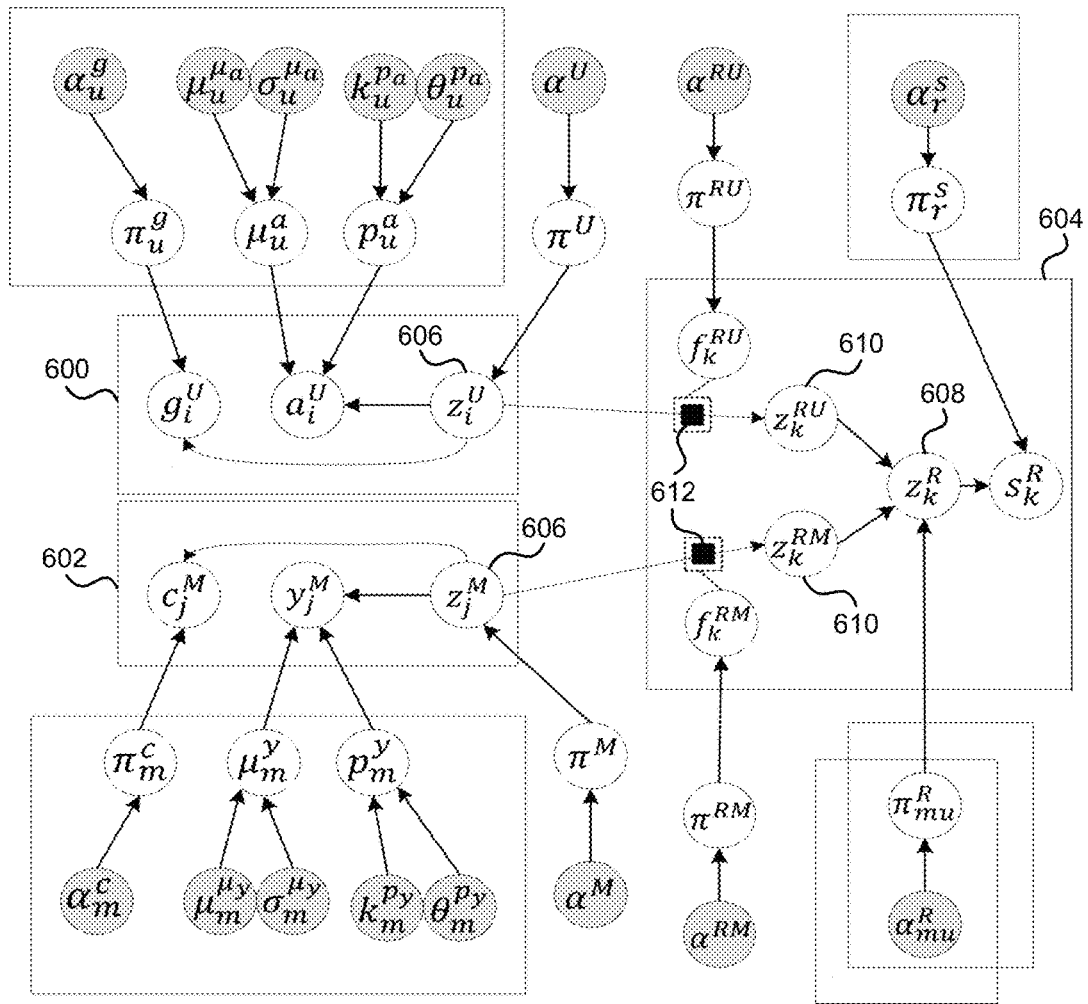 α_u^g μ_u^{μ_a} σ_u^{μ_a} k_u^{p_a} θ_u^{p_a} α^U α^{RU} α_r^s
π_u^g μ_u^a p_u^a π^U π^{RU} π_r^s
604
600 606 f_k^{RU} 610
g_i^U a_i^U z_i^U z_k^{RU} 608
612 z_k^R s_k^R
602 606 z_k^{RM}
c_j^M y_j^M z_j^M f_k^{RM} 610
π_m^c μ_m^y p_m^y π^M π^{RM} π_{mu}^R
α_m^c μ_m^{μ_y} σ_m^{μ_y} k_m^{p_y} θ_m^{p_y} α^M α^{RM} α_{mu}^R